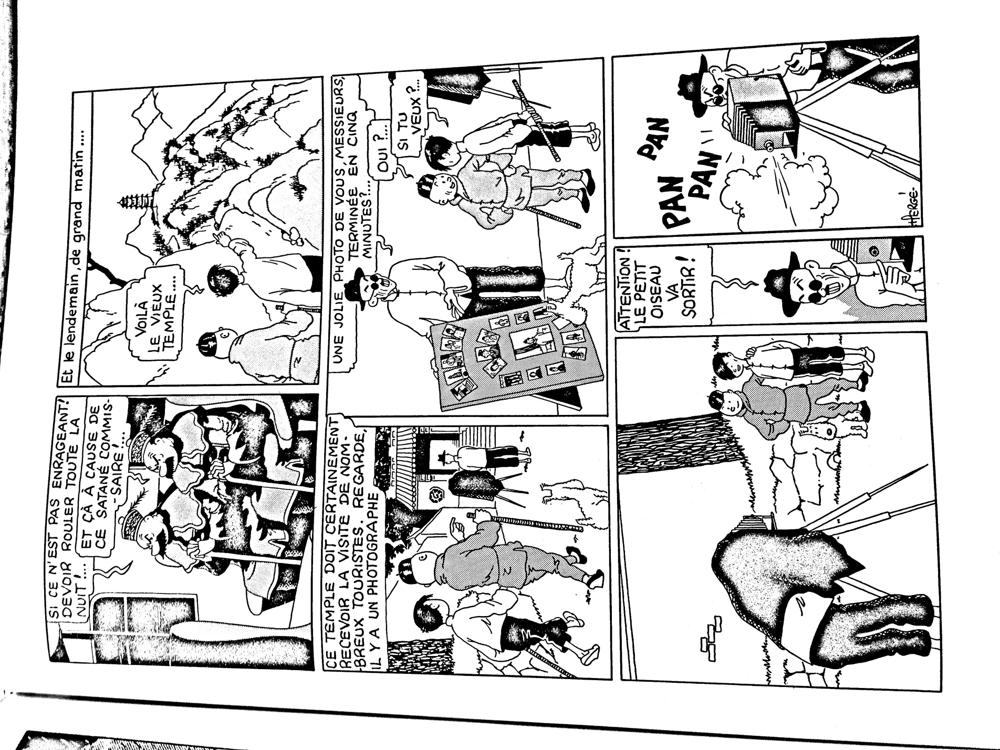 SI CE N'EST PAS ENRAGEANT!
DEVOIR ROULER TOUTE LA
NUIT!....
ET ÇÀ À CAUSE DE
CE SATANÉ COMMIS-
-SAIRE!....
Et le lendemain, de grand matin....
VOILÀ
LE VIEUX
TEMPLE....
CE TEMPLE DOIT CERTAINEMENT
RECEVOIR LA VISITE DE NOM-
-BREUX TOURISTES. REGARDE,
IL Y A UN PHOTOGRAPHE
UNE JOLIE PHOTO DE VOUS, MESSIEURS,
TERMINÉE EN CINQ
MINUTES?....
OUI ?....
SI TU
VEUX ?....
ATTENTION!
LE PETIT
OISEAU
VA
SORTIR!
PAN
PAN
PAN
PAN
HERGÉ-